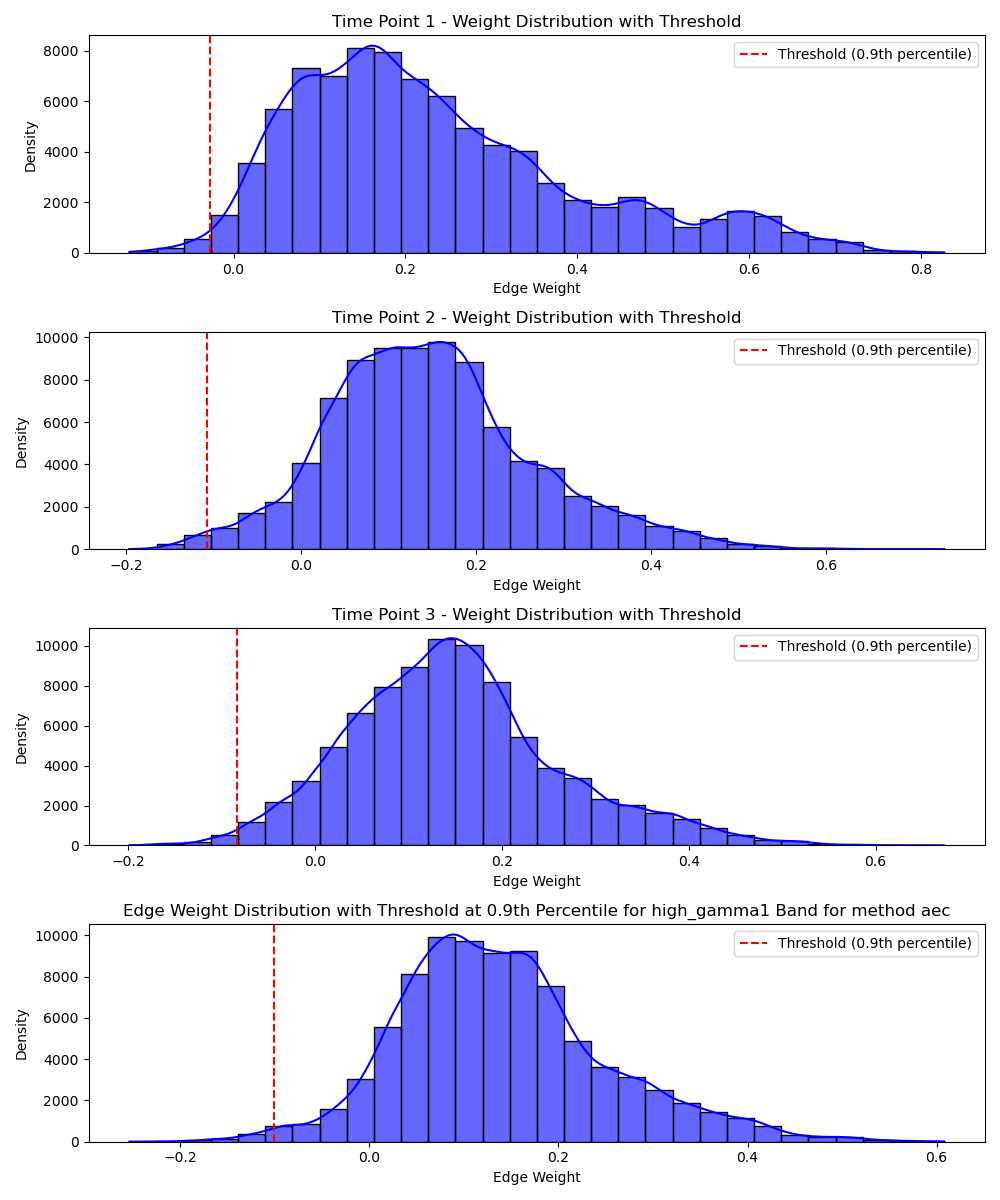 Time Point 1 - Weight Distribution with Threshold
Threshold (0.9th percentile)
8000
6000
4000
2000
0
Density
0.0 0.2 0.4 0.6 0.8
Edge Weight
Time Point 2 - Weight Distribution with Threshold
Threshold (0.9th percentile)
10000
8000
6000
4000
2000
0
Density
−0.2 0.0 0.2 0.4 0.6
Edge Weight
Time Point 3 - Weight Distribution with Threshold
Threshold (0.9th percentile)
10000
8000
6000
4000
2000
0
Density
−0.2 0.0 0.2 0.4 0.6
Edge Weight
Edge Weight Distribution with Threshold at 0.9th Percentile for high_gamma1 Band for method aec
Threshold (0.9th percentile)
10000
8000
6000
4000
2000
0
Density
−0.2 0.0 0.2 0.4 0.6
Edge Weight